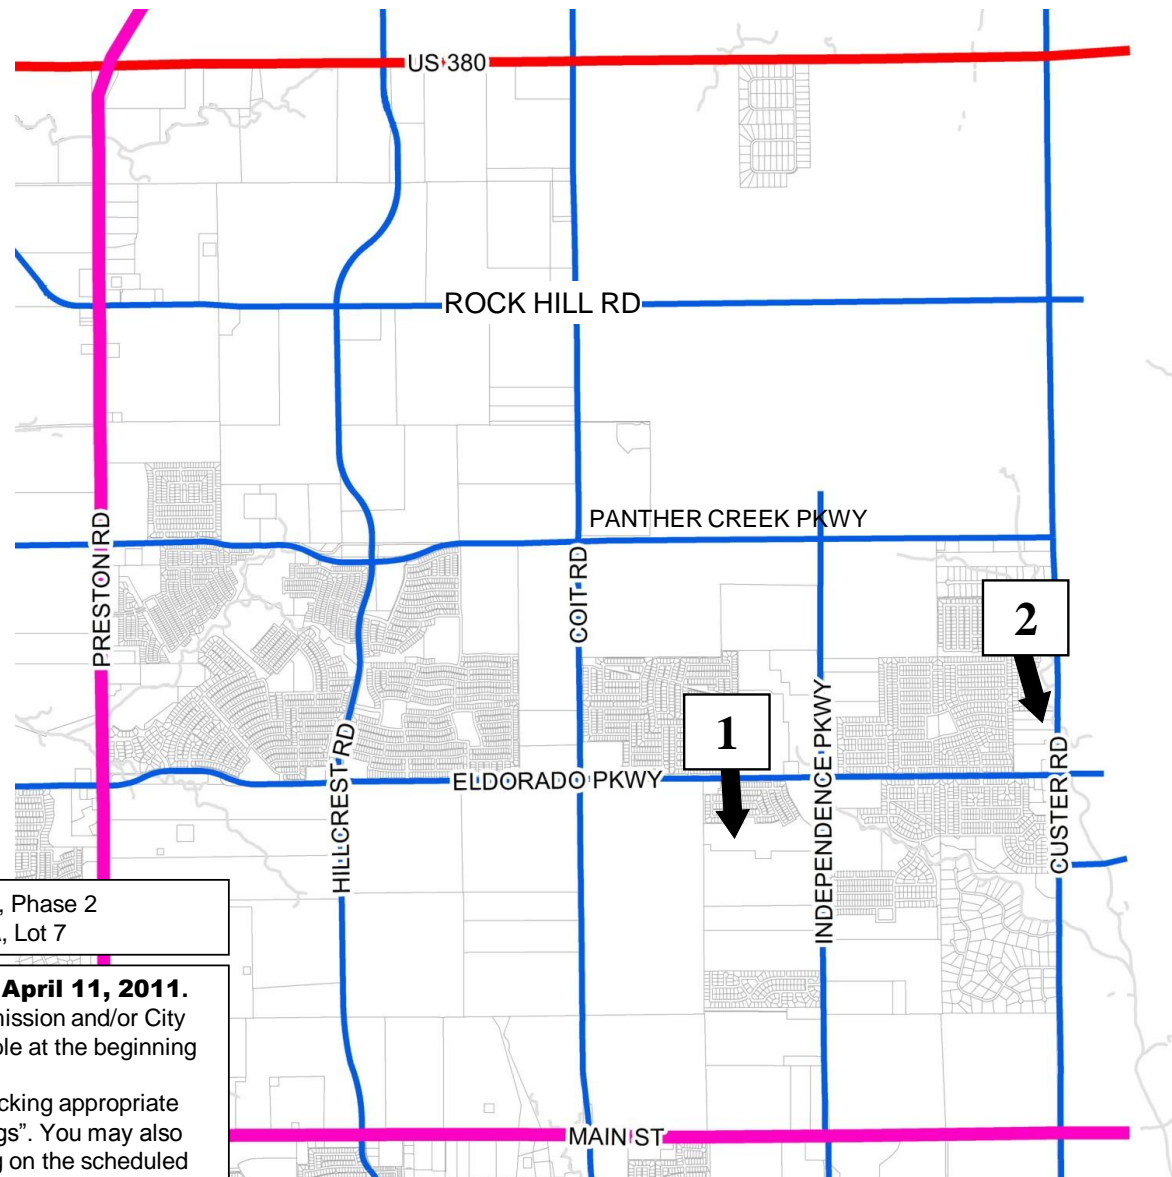 US 380
ROCK HILL RD
PANTHER CREEK PKWY
PRESTON RD
COIT RD
2
1
INDEPENDENCE PKWY
HILLCREST RD
ELDORADO PKWY
CUSTER RD
, Phase 2
, Lot 7
April 11, 2011.
mission and/or City
ble at the beginning
cking appropriate
gs”. You may also
g on the scheduled
MAIN ST